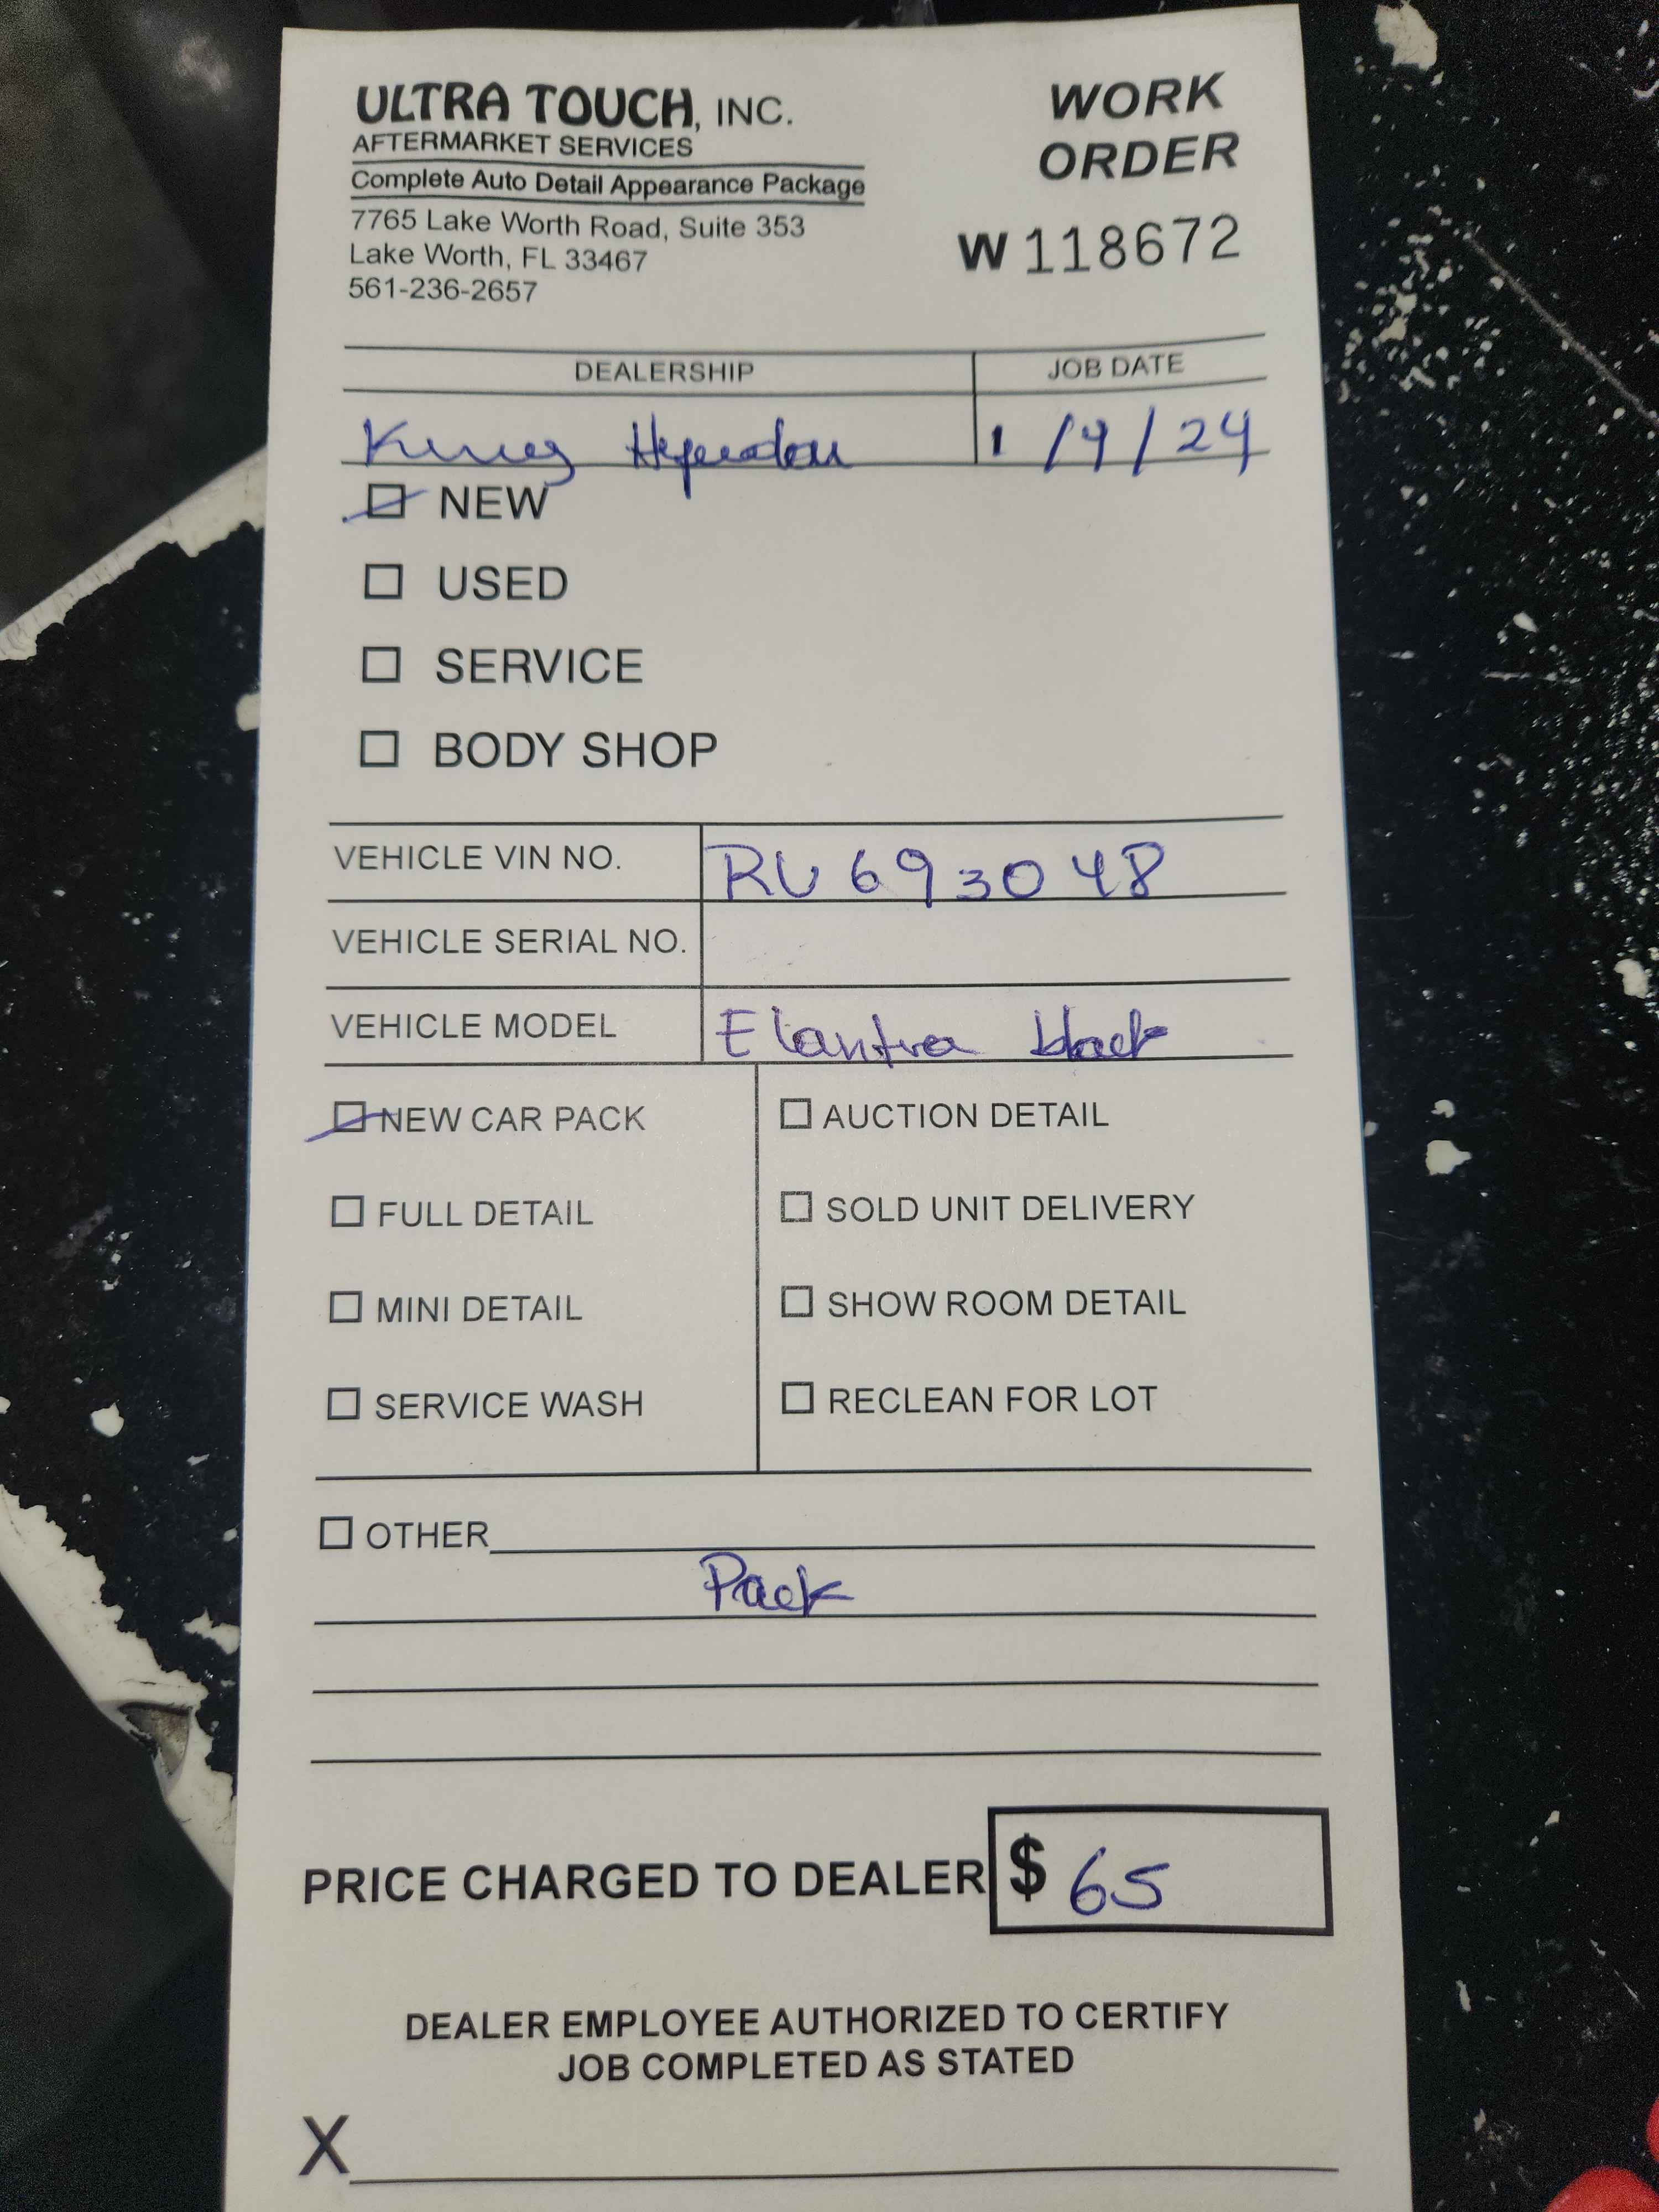 ULTRA TOUCH, INC.
AFTERMARKET SERVICES
Complete Auto Detail Appearance Package
7765 Lake Worth Road, Suite 353
Lake Worth, FL 33467
561-236-2657
WORK
ORDER
W 118672
DEALERSHIP
JOB DATE
King
1/9/24
NEW
USED
SERVICE
BODY SHOP
VEHICLE VIN NO. RU693048
VEHICLE SERIAL NO.
VEHICLE MODEL Elantra black
NEW CAR PACK
AUCTION DETAIL
FULL DETAIL
SOLD UNIT DELIVERY
MINI DETAIL
SHOW ROOM DETAIL
SERVICE WASH
RECLEAN FOR LOT
OTHER
Pack
PRICE CHARGED TO DEALER $ 65
DEALER EMPLOYEE AUTHORIZED TO CERTIFY
JOB COMPLETED AS STATED
X